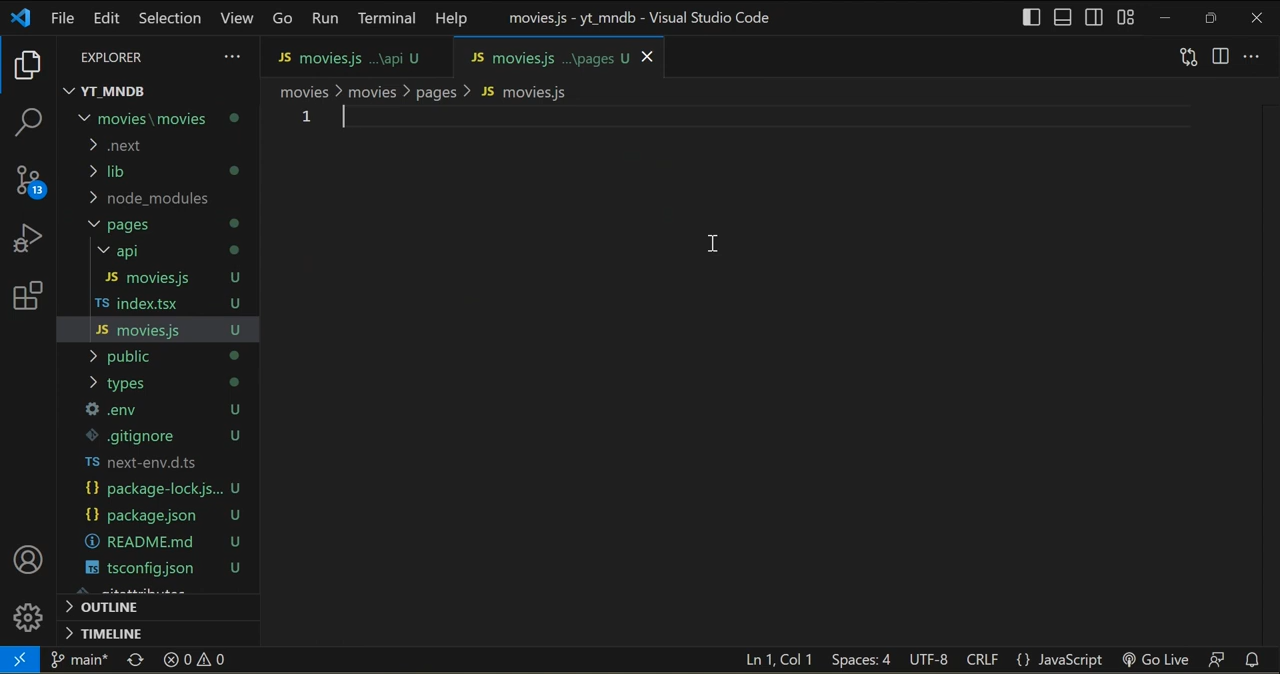 File Edit Selection View Go Run Terminal Help movies.js - yt_mndb - Visual Studio Code
EXPLORER
JS movies.js ...\api U JS movies.js ...\pages U
YT_MNDB
movies > movies > pages > JS movies.js
movies\movies
1
.next
lib
13
node_modules
pages
api
JS movies.js U
TS index.tsx U
JS movies.js U
public
types
.env U
.gitignore U
TS next-env.d.ts
{} package-lock.js... U
{} package.json U
README.md U
TS tsconfig.json U
OUTLINE
TIMELINE
main* 0 0 Ln 1, Col 1 Spaces: 4 UTF-8 CRLF {} JavaScript Go Live